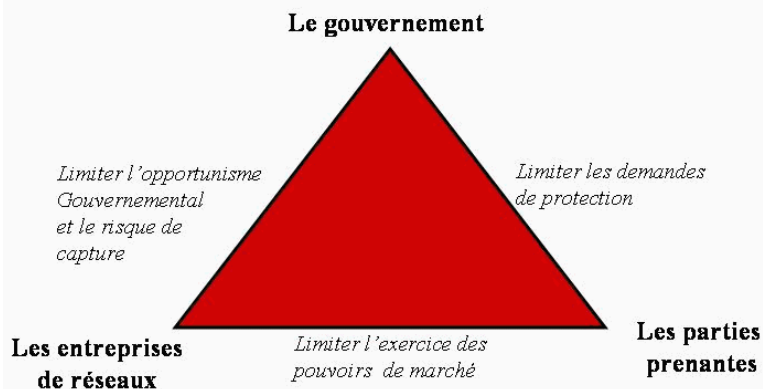 Le gouvernement
Limiter l'opportunisme
Gouvernemental
et le risque de
capture
Limiter les demandes
de protection
Les entreprises
de réseaux
Limiter l'exercice des
pouvoirs de marché
Les parties
prenantes